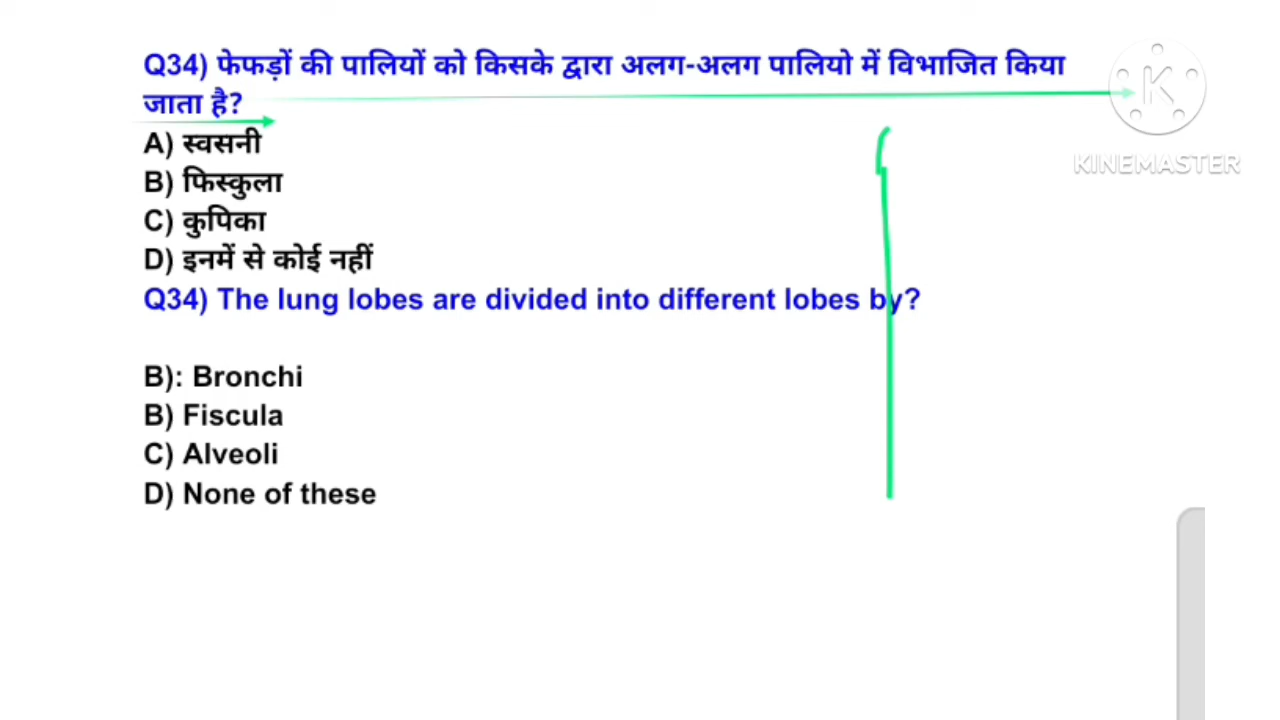 Q34) फेफड़ों की पालियों को किसके द्वारा अलग-अलग पालियो में विभाजित किया
जाता है?
A) स्वसनी
B) फिस्कुला
C) कुपिका
D) इनमें से कोई नहीं
Q34) The lung lobes are divided into different lobes by?
B): Bronchi
B) Fiscula
C) Alveoli
D) None of these
K
KINEMASTER